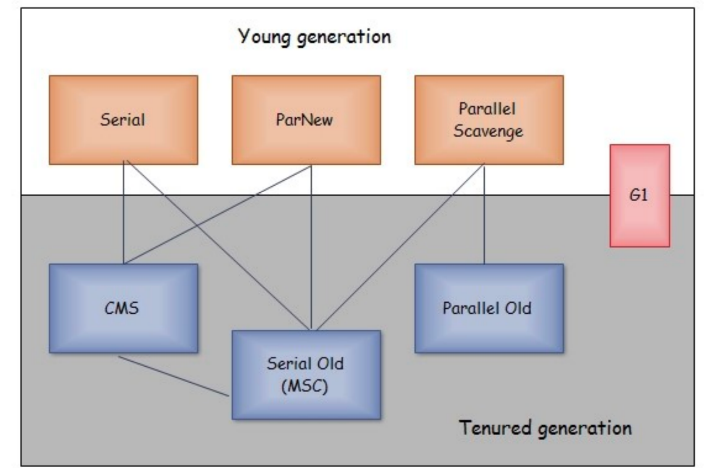 Young generation
Serial
ParNew
Parallel
Scavenge
G1
CMS
Parallel Old
Serial Old
(MSC)
Tenured generation